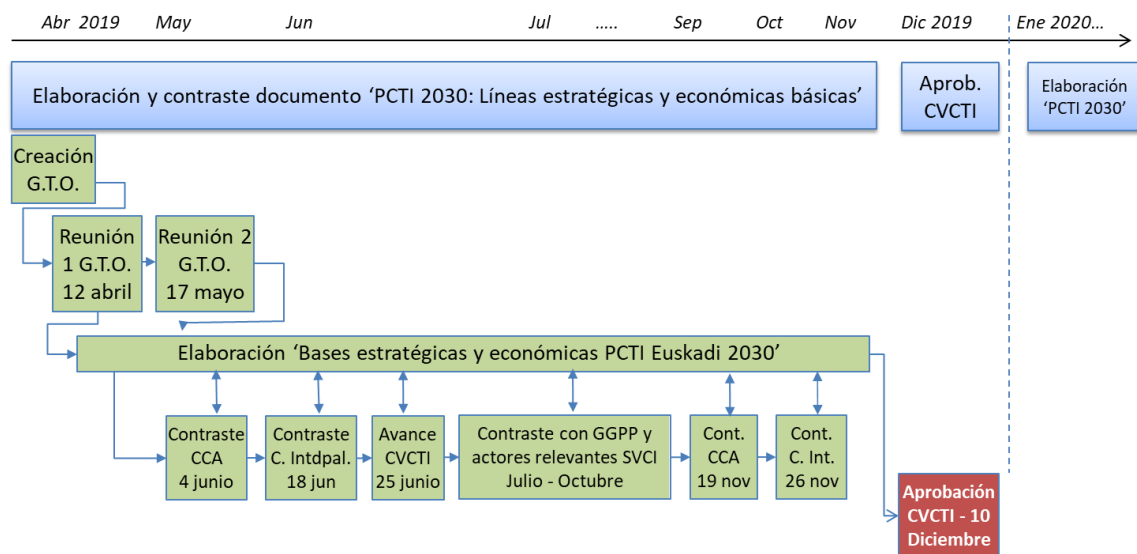 Abr 2019 May Jun Jul ..... Sep Oct Nov Dic 2019 Ene 2020...
Elaboración y contraste documento ‘PCTI 2030: Líneas estratégicas y económicas básicas’
Aprob.
CVCTI
Elaboración
‘PCTI 2030’
Creación
G.T.O.
Reunión
1 G.T.O.
12 abril
Reunión 2
G.T.O.
17 mayo
Elaboración ‘Bases estratégicas y económicas PCTI Euskadi 2030’
Contraste
CCA
4 junio
Contraste
C. Intdpal.
18 jun
Avance
CVCTI
25 junio
Contraste con GGPP y
actores relevantes SVCI
Julio - Octubre
Cont.
CCA
19 nov
Cont.
C. Int.
26 nov
Aprobación
CVCTI - 10
Diciembre